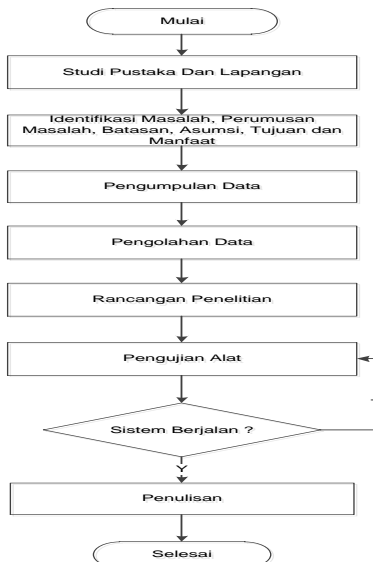 Mulai
Studi Pustaka Dan Lapangan
Identifikasi Masalah, Perumusan
Masalah, Batasan, Asumsi, Tujuan dan
Manfaat
Pengumpulan Data
Pengolahan Data
Rancangan Penelitian
Pengujian Alat
Sistem Berjalan ?
Y
Penulisan
Selesai